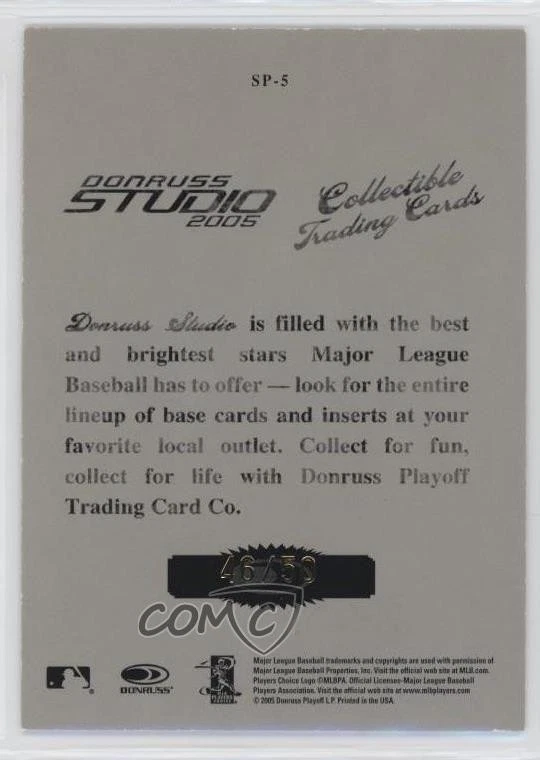 SP-5
DONRUSS
STUDIO
2005
Collectible
Trading Cards
Donruss Studio is filled with the best
and brightest stars Major League
Baseball has to offer — look for the entire
lineup of base cards and inserts at your
favorite local outlet. Collect for fun,
collect for life with Donruss Playoff
Trading Card Co.
46/50
COMC
DONRUSS
Major League Baseball trademarks and copyrights are used with permission of
Major League Baseball Properties, Inc. Visit the official web site at MLB.com.
Players Choice Logo ©MLBPA. Official Licensee-Major League Baseball
Players Association. Visit the official web site at www.mlbplayers.com
© 2005 Donruss Playoff L.P. Printed in the USA.